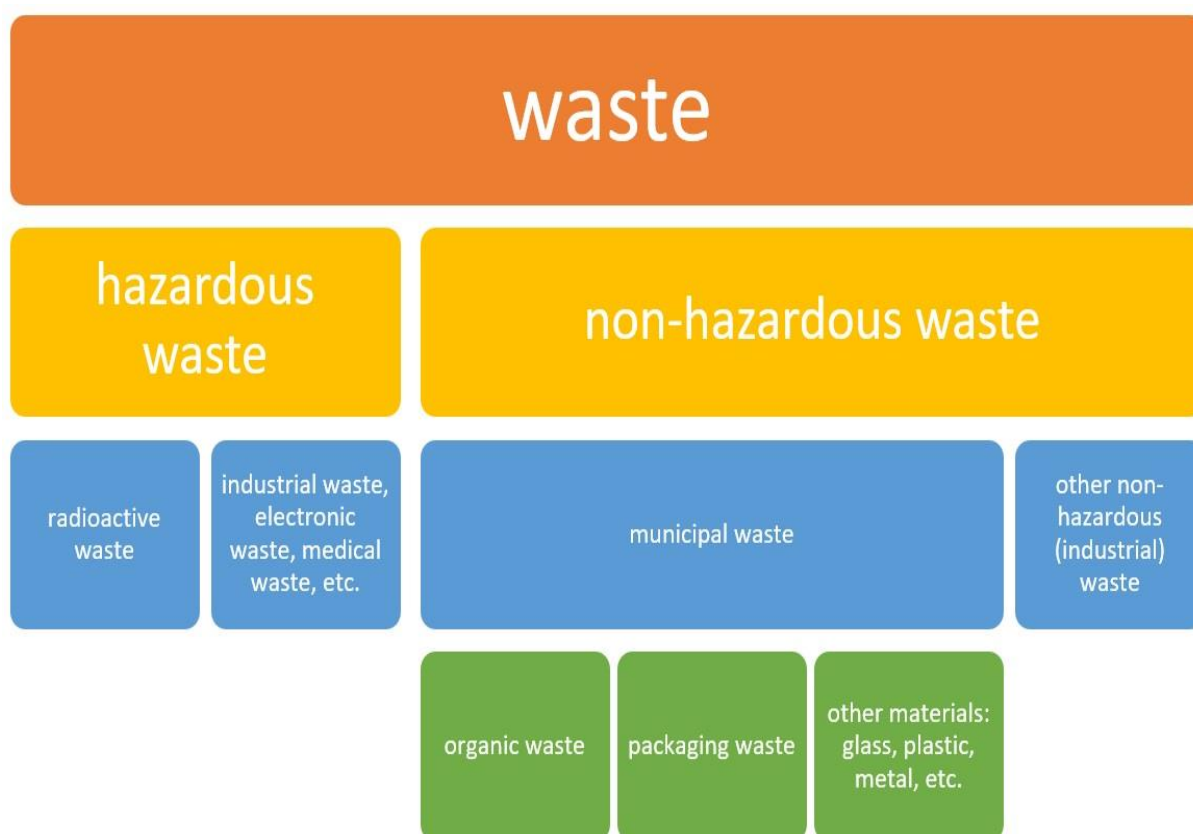 waste
hazardous
waste
non-hazardous waste
radioactive
waste
industrial waste,
electronic
waste, medical
waste, etc.
municipal waste
other non-
hazardous
(industrial)
waste
organic waste
packaging waste
other materials:
glass, plastic,
metal, etc.